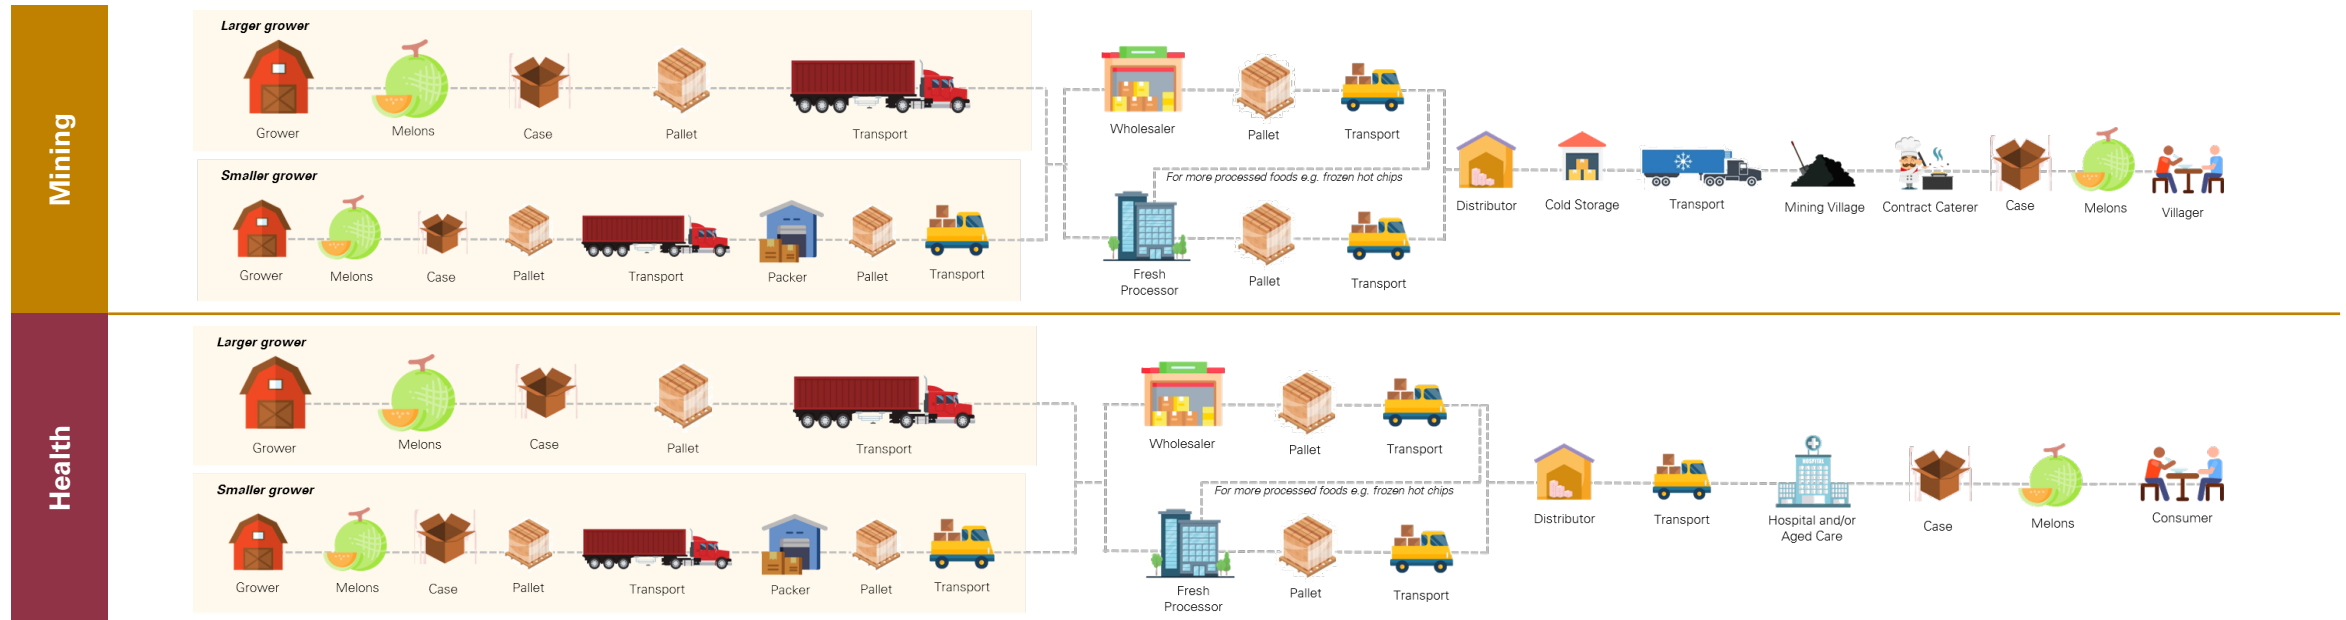 Mining
Larger grower
Grower
Melons
Case
Pallet
Transport
Smaller grower
Grower
Melons
Case
Pallet
Transport
Packer
Pallet
Transport
Wholesaler
Pallet
Transport
For more processed foods e.g. frozen hot chips
Fresh
Processor
Pallet
Transport
Distributor
Cold Storage
Transport
Mining Village
Contract Caterer
Case
Melons
Villager
Health
Larger grower
Grower
Melons
Case
Pallet
Transport
Smaller grower
Grower
Melons
Case
Pallet
Transport
Packer
Pallet
Transport
Wholesaler
Pallet
Transport
For more processed foods e.g. frozen hot chips
Fresh
Processor
Pallet
Transport
Distributor
Transport
HOSPITAL
Hospital and/or
Aged Care
Case
Melons
Consumer